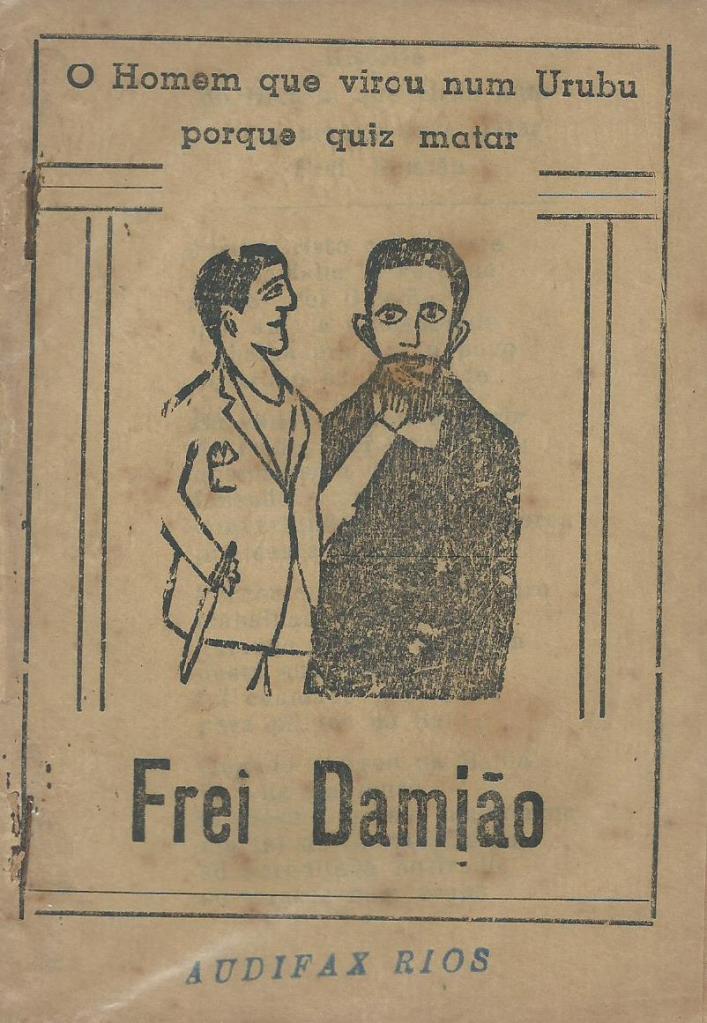 O Homem que virou num Urubu
porque quiz matar
Frei Damião
AUDIFAX RIOS